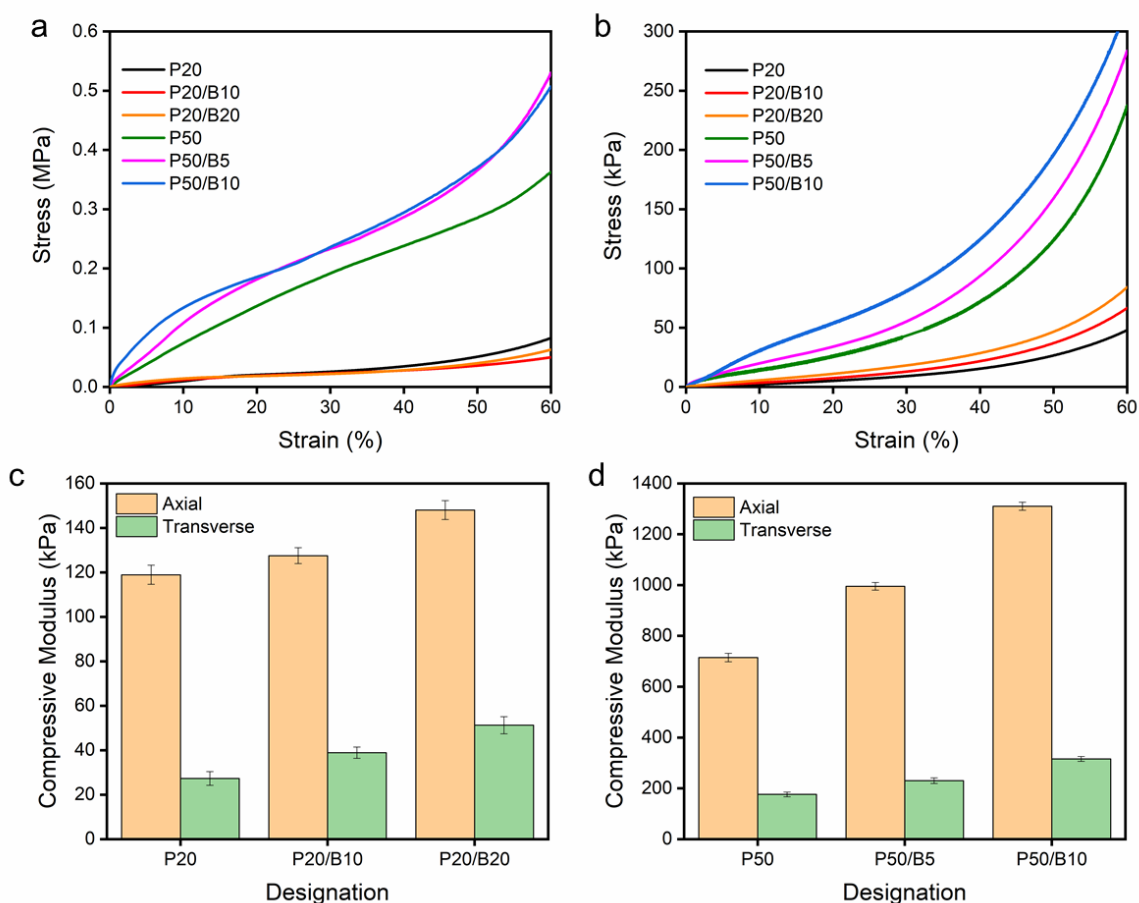 a
0.6
0.5
0.4
0.3
0.2
0.1
0.0
Stress (MPa)
P20
P20/B10
P20/B20
P50
P50/B5
P50/B10
0 10 20 30 40 50 60
Strain (%)
b
300
250
200
150
100
50
0
Stress (kPa)
P20
P20/B10
P20/B20
P50
P50/B5
P50/B10
0 10 20 30 40 50 60
Strain (%)
c
160
140
120
100
80
60
40
20
0
Compressive Modulus (kPa)
Axial
Transverse
P20 P20/B10 P20/B20
Designation
d
1400
1200
1000
800
600
400
200
0
Compressive Modulus (kPa)
Axial
Transverse
P50 P50/B5 P50/B10
Designation